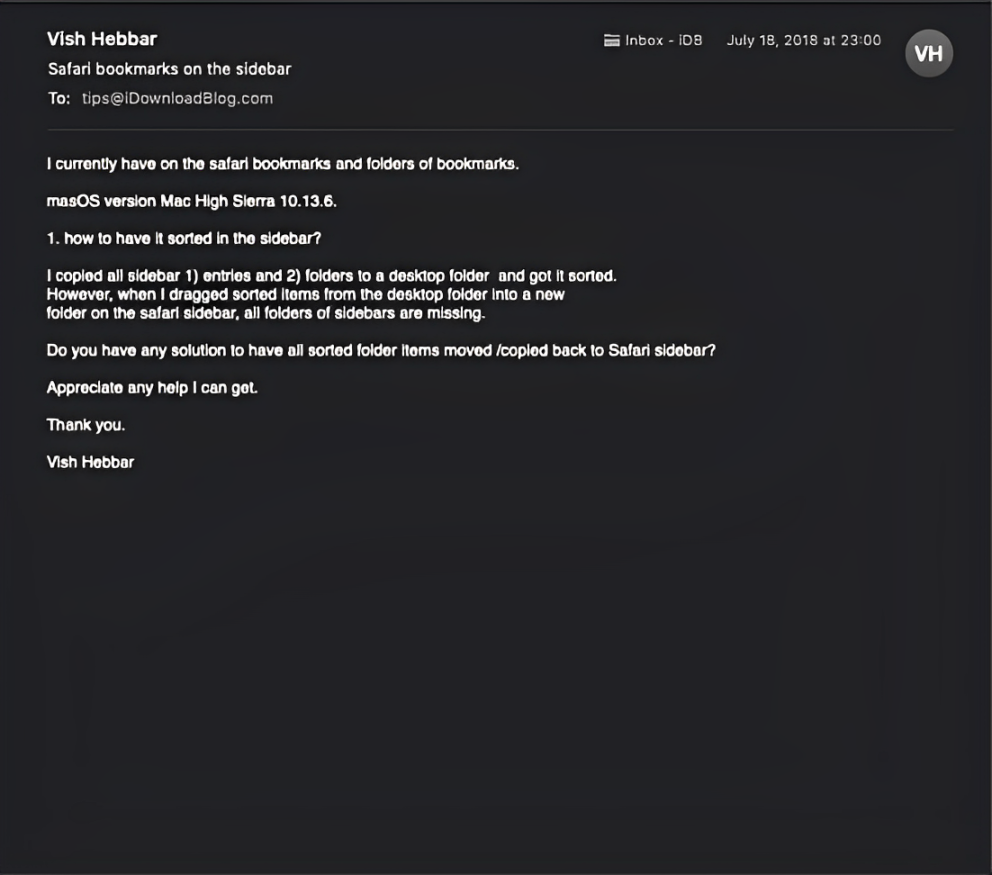 Vish Hebbar
Inbox - iDB July 18, 2018 at 23:00
VH
Safari bookmarks on the sidebar
To: tips@iDownloadBlog.com
I currently have on the safari bookmarks and folders of bookmarks.
masOS version Mac High Sierra 10.13.6.
1. how to have it sorted in the sidebar?
I copied all sidebar 1) entries and 2) folders to a desktop folder and got it sorted.
However, when I dragged sorted items from the desktop folder into a new
folder on the safari sidebar, all folders of sidebars are missing.
Do you have any solution to have all sorted folder items moved /copied back to Safari sidebar?
Appreciate any help I can get.
Thank you.
Vish Hebbar